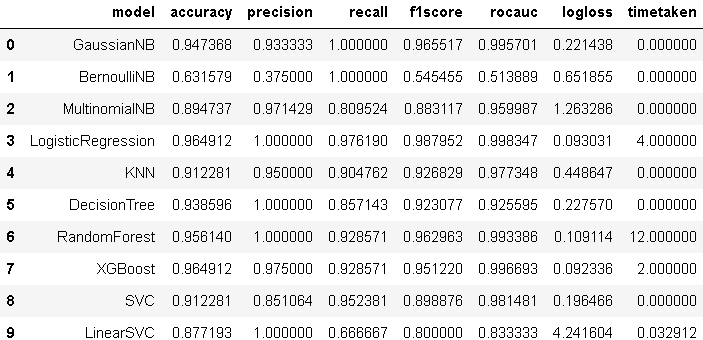 model accuracy precision recall f1score rocauc logloss timetaken
0 GaussianNB 0.947368 0.933333 1.000000 0.965517 0.995701 0.221438 0.000000
1 BernoulliNB 0.631579 0.375000 1.000000 0.545455 0.513889 0.651855 0.000000
2 MultinomialNB 0.894737 0.971429 0.809524 0.883117 0.959987 1.263286 0.000000
3 LogisticRegression 0.964912 1.000000 0.976190 0.987952 0.998347 0.093031 4.000000
4 KNN 0.912281 0.950000 0.904762 0.926829 0.977348 0.448647 0.000000
5 DecisionTree 0.938596 1.000000 0.857143 0.923077 0.925595 0.227570 0.000000
6 RandomForest 0.956140 1.000000 0.928571 0.962963 0.993386 0.109114 12.000000
7 XGBoost 0.964912 0.975000 0.928571 0.951220 0.996693 0.092336 2.000000
8 SVC 0.912281 0.851064 0.952381 0.898876 0.981481 0.196466 0.000000
9 LinearSVC 0.877193 1.000000 0.666667 0.800000 0.833333 4.241604 0.032912